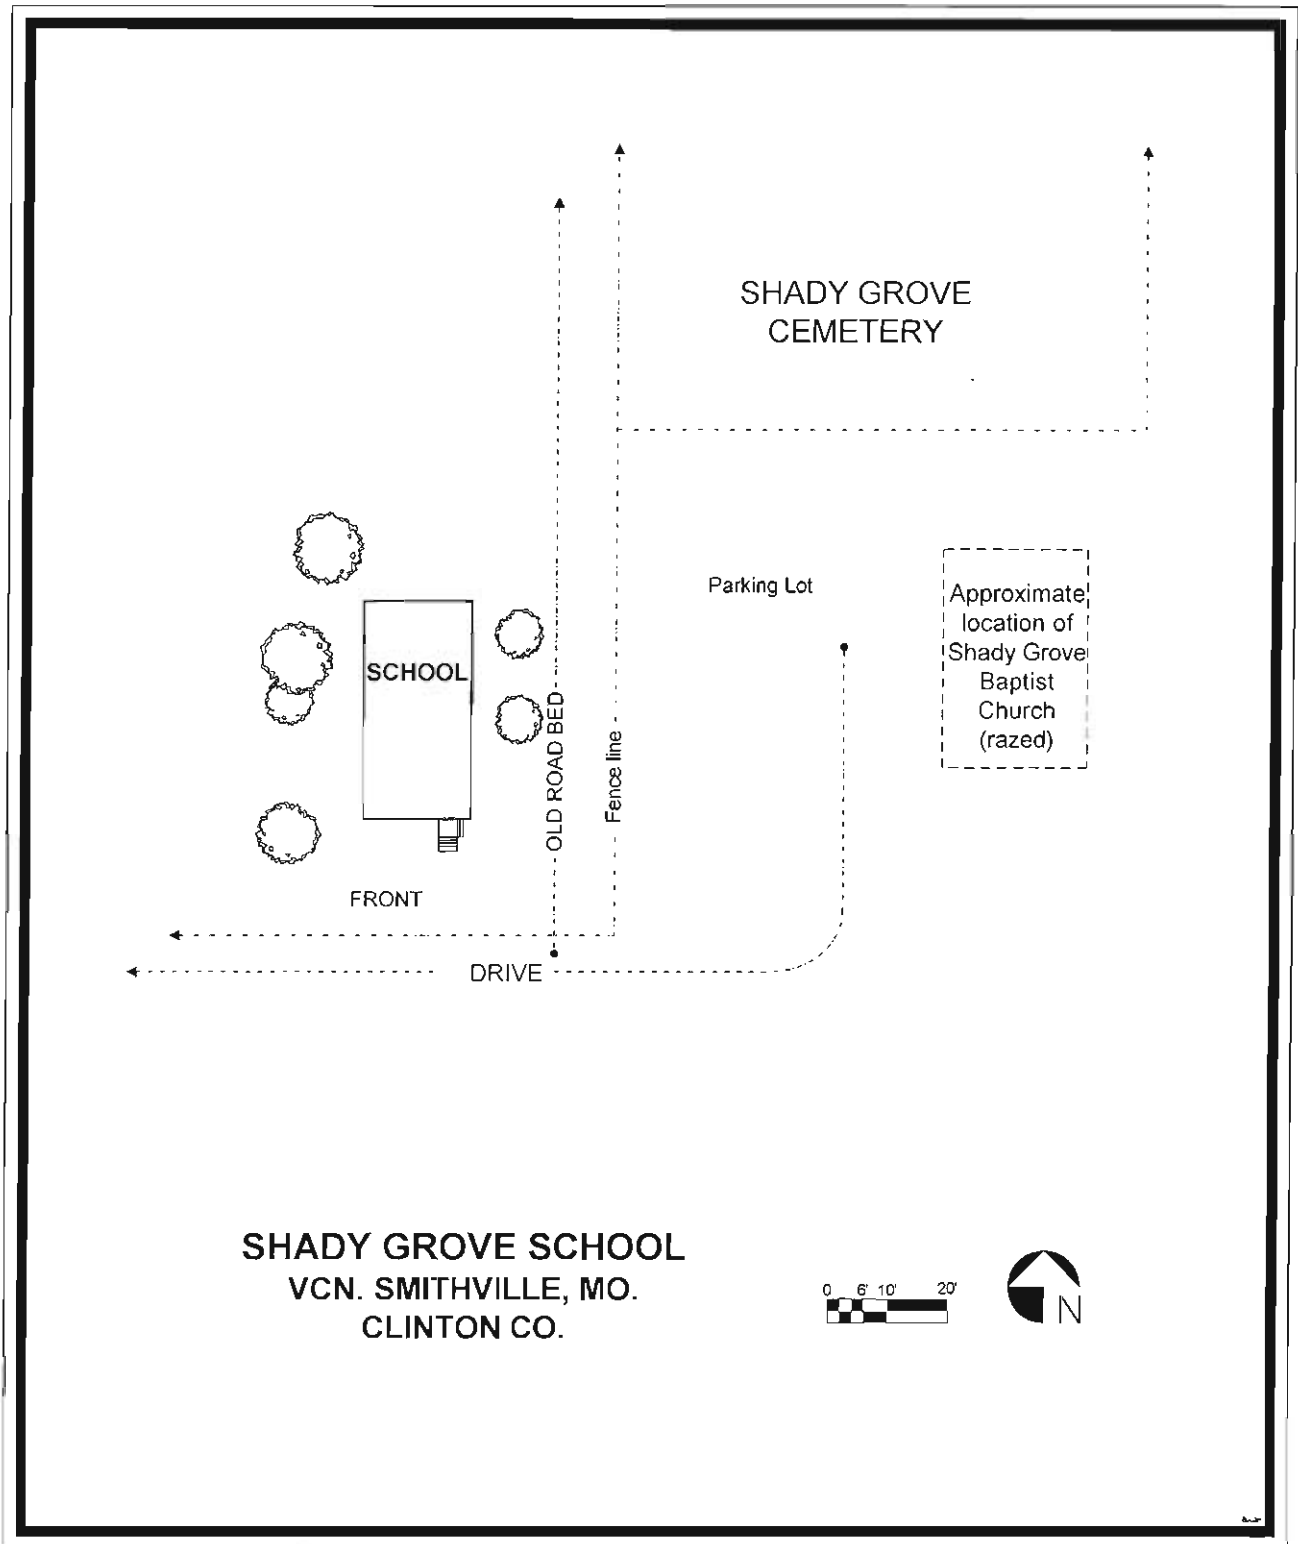 SHADY GROVE
CEMETERY
Parking Lot
Approximate
location of
Shady Grove
Baptist
Church
(razed)
SCHOOL
OLD ROAD BED
Fence line
FRONT
DRIVE
SHADY GROVE SCHOOL
VCN. SMITHVILLE, MO.
CLINTON CO.
0 6' 10' 20'
N